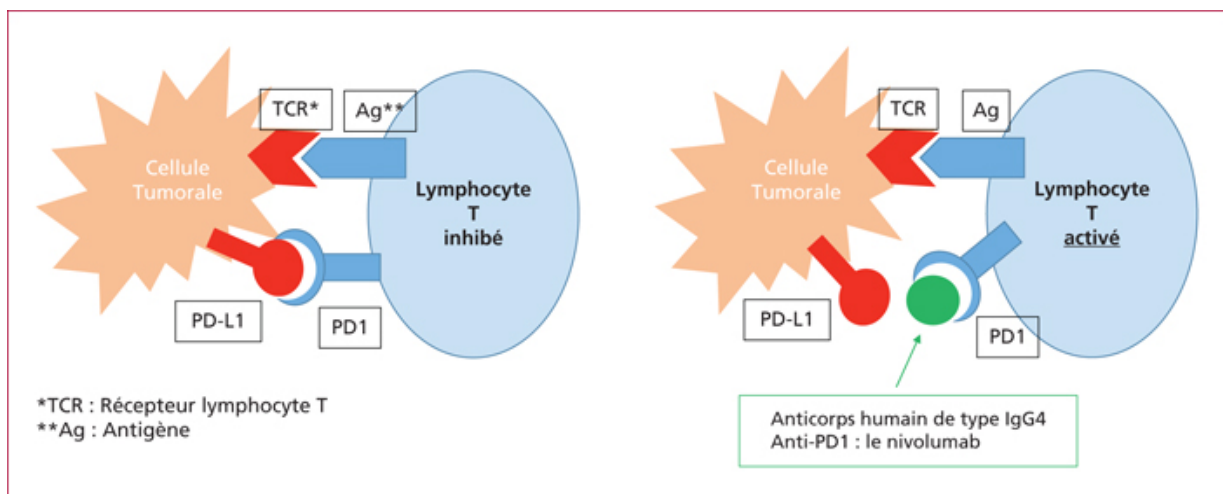 TCR*
Ag**
Cellule
Tumorale
Lymphocyte
T
inhibé
PD-L1
PD1
*TCR : Récepteur lymphocyte T
**Ag : Antigène
TCR
Ag
Cellule
Tumorale
Lymphocyte
T
activé
PD-L1
PD1
Anticorps humain de type IgG4
Anti-PD1 : le nivolumab